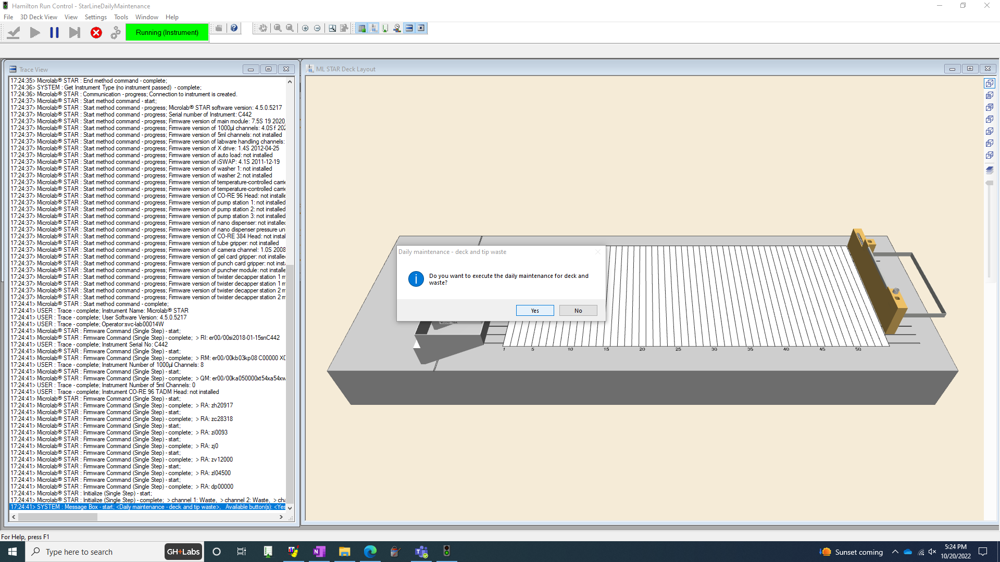 Hamilton Run Control - StarLineDailyMaintenance
File 3D Deck View View Settings Tools Window Help
Running (Instrument)
Trace View
17:24:35> Microlab® STAR : End method command - complete;
17:24:36> SYSTEM : Get Instrument Type (no instrument passed) - complete;
17:24:36> Microlab® STAR : Communication - progress; Connection to instrument is created.
17:24:37> Microlab® STAR : Start method command - start;
17:24:37> Microlab® STAR : Start method command - progress; Microlab® STAR software version: 4.5.0.5217
17:24:37> Microlab® STAR : Start method command - progress; Serial number of Instrument: C442
17:24:37> Microlab® STAR : Start method command - progress; Firmware version of main module: 7.5S 19 2020
17:24:37> Microlab® STAR : Start method command - progress; Firmware version of 1000µl channels: 4.0S f 202
17:24:37> Microlab® STAR : Start method command - progress; Firmware version of 5ml channels: not installed
17:24:37> Microlab® STAR : Start method command - progress; Firmware version of labware handling channels:
17:24:37> Microlab® STAR : Start method command - progress; Firmware version of X drive: 1.4S 2012-04-25
17:24:37> Microlab® STAR : Start method command - progress; Firmware version of auto load: not installed
17:24:37> Microlab® STAR : Start method command - progress; Firmware version of iSWAP: 4.1S 2011-12-19
17:24:37> Microlab® STAR : Start method command - progress; Firmware version of washer 1: not installed
17:24:37> Microlab® STAR : Start method command - progress; Firmware version of washer 2: not installed
17:24:37> Microlab® STAR : Start method command - progress; Firmware version of temperature-controlled carrie
17:24:37> Microlab® STAR : Start method command - progress; Firmware version of temperature-controlled carrie
17:24:37> Microlab® STAR : Start method command - progress; Firmware version of CO-RE 96 Head: not installe
17:24:37> Microlab® STAR : Start method command - progress; Firmware version of pump station 1: not installed
17:24:37> Microlab® STAR : Start method command - progress; Firmware version of pump station 2: not installed
17:24:37> Microlab® STAR : Start method command - progress; Firmware version of pump station 3: not installed
17:24:37> Microlab® STAR : Start method command - progress; Firmware version of nano dispenser: not installed
17:24:37> Microlab® STAR : Start method command - progress; Firmware version of nano dispenser pressure un
17:24:37> Microlab® STAR : Start method command - progress; Firmware version of CO-RE 384 Head: not instal
17:24:37> Microlab® STAR : Start method command - progress; Firmware version of tube gripper: not installed
17:24:37> Microlab® STAR : Start method command - progress; Firmware version of camera channel: 1.0S 2008
17:24:37> Microlab® STAR : Start method command - progress; Firmware version of gel card gripper: not installe
17:24:37> Microlab® STAR : Start method command - progress; Firmware version of punch card gripper: not insta
17:24:37> Microlab® STAR : Start method command - progress; Firmware version of puncher module: not installe
17:24:37> Microlab® STAR : Start method command - progress; Firmware version of twister decapper station 1 m
17:24:37> Microlab® STAR : Start method command - progress; Firmware version of twister decapper station 1 m
17:24:37> Microlab® STAR : Start method command - progress; Firmware version of twister decapper station 2 m
17:24:37> Microlab® STAR : Start method command - progress; Firmware version of twister decapper station 2 m
17:24:41> Microlab® STAR : Start method command - complete;
17:24:41> USER : Trace - complete; Instrument Name: Microlab® STAR
17:24:41> USER : Trace - complete; User Software Version: 4.5.0.5217
17:24:41> USER : Trace - complete; Operator:svc-lab00014W
17:24:41> Microlab® STAR : Firmware Command (Single Step) - start;
17:24:41> Microlab® STAR : Firmware Command (Single Step) - complete; > RI: er00/00si2018-01-15snC442
17:24:41> USER : Trace - complete; Instrument Serial No: C442
17:24:41> Microlab® STAR : Firmware Command (Single Step) - start;
17:24:41> Microlab® STAR : Firmware Command (Single Step) - complete; > RM: er00/00kb03kp08 C00000 X0
17:24:41> USER : Trace - complete; Instrument Number of 1000µl Channels: 8
17:24:41> Microlab® STAR : Firmware Command (Single Step) - start;
17:24:41> Microlab® STAR : Firmware Command (Single Step) - complete; > QM: er00/00ka050000xt54xa54xw
17:24:41> USER : Trace - complete; Instrument Number of 5ml Channels: 0
17:24:41> USER : Trace - complete; Instrument CO-RE 96 TADM Head: not installed
17:24:41> Microlab® STAR : Firmware Command (Single Step) - start;
17:24:41> Microlab® STAR : Firmware Command (Single Step) - complete; > RA: zh20917
17:24:41> Microlab® STAR : Firmware Command (Single Step) - start;
17:24:41> Microlab® STAR : Firmware Command (Single Step) - complete; > RA: zc28318
17:24:41> Microlab® STAR : Firmware Command (Single Step) - start;
17:24:41> Microlab® STAR : Firmware Command (Single Step) - complete; > RA: zi0093
17:24:41> Microlab® STAR : Firmware Command (Single Step) - start;
17:24:41> Microlab® STAR : Firmware Command (Single Step) - complete; > RA: zj0
17:24:41> Microlab® STAR : Firmware Command (Single Step) - start;
17:24:41> Microlab® STAR : Firmware Command (Single Step) - complete; > RA: zv12000
17:24:41> Microlab® STAR : Firmware Command (Single Step) - start;
17:24:41> Microlab® STAR : Firmware Command (Single Step) - complete; > RA: zl04500
17:24:41> Microlab® STAR : Firmware Command (Single Step) - start;
17:24:41> Microlab® STAR : Firmware Command (Single Step) - complete; > RA: dp00000
17:24:41> Microlab® STAR : Initialize (Single Step) - start;
17:24:41> Microlab® STAR : Initialize (Single Step) - complete; > channel 1: Waste, > channel 2: Waste, > cha
17:24:41> SYSTEM : Message Box - start; <Daily maintenance - deck and tip waste>, Available button(s): <Yes
ML STAR Deck Layout
Daily maintenance - deck and tip waste
Do you want to execute the daily maintenance for deck and
waste?
Yes No
1 5 10 15 20 25 30 35 40 45 50
For Help, press F1
Type here to search
GH+Labs
Sunset coming
5:24 PM
10/20/2022